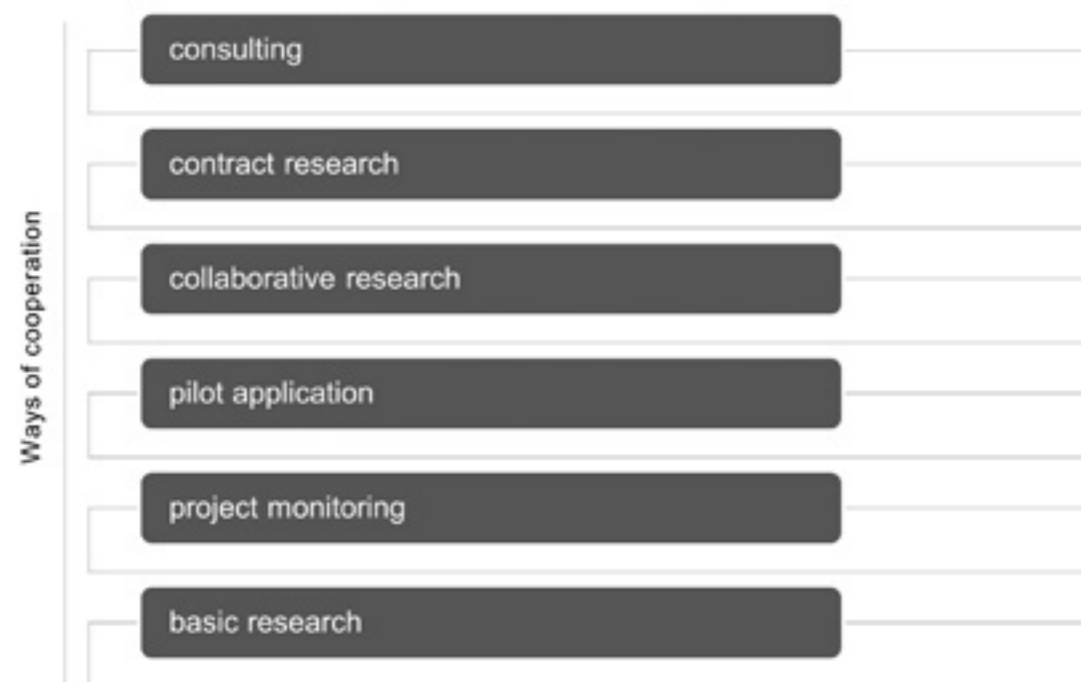 Ways of cooperation
consulting
contract research
collaborative research
pilot application
project monitoring
basic research